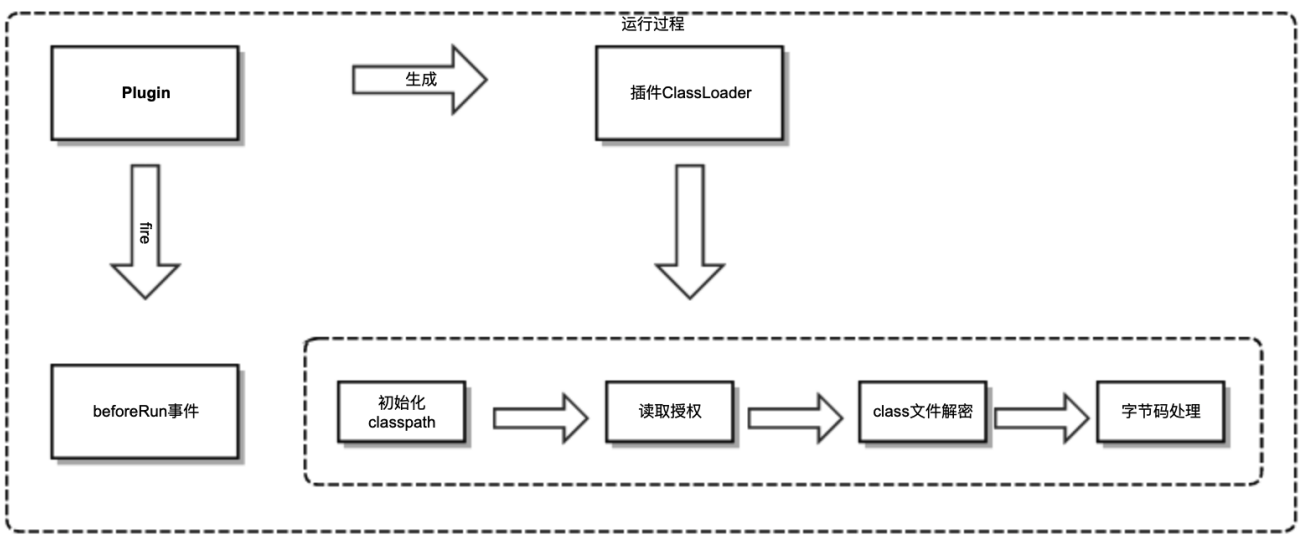 运行过程
Plugin
生成
插件ClassLoader
fire
beforeRun事件
初始化
classpath
读取授权
class文件解密
字节码处理